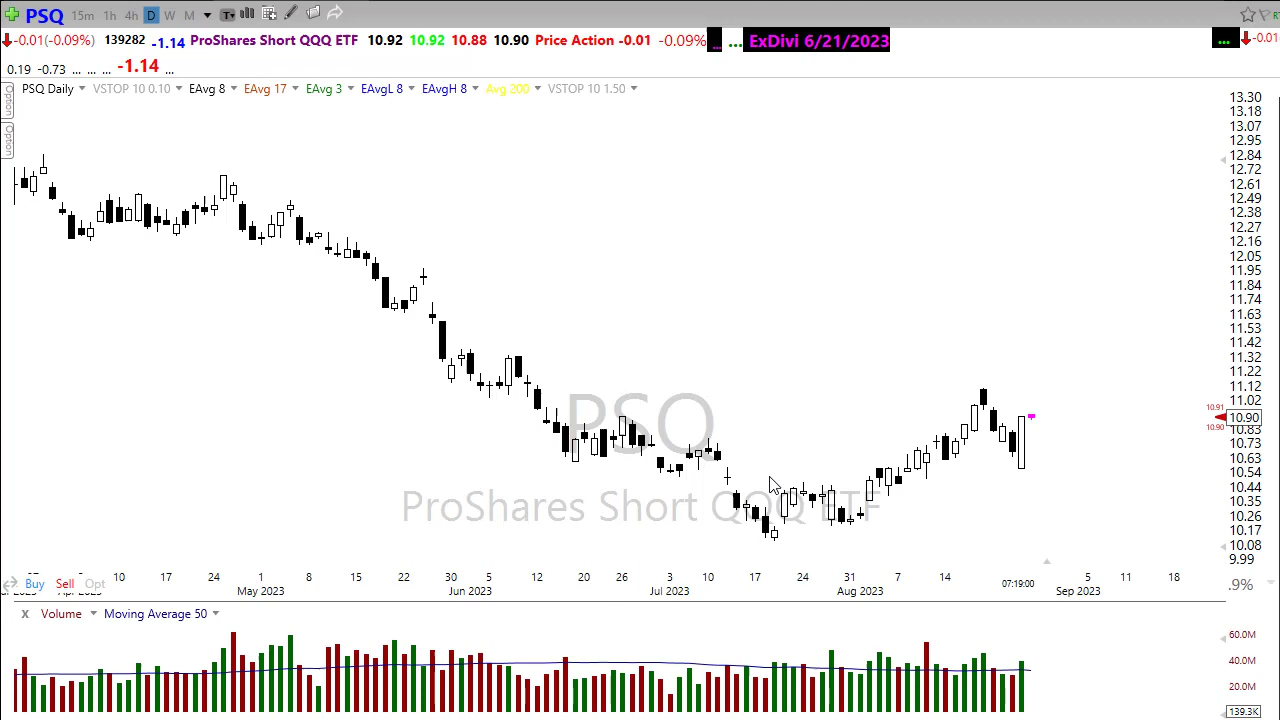 PSQ 15m 1h 4h D W M T
-0.01(-0.09%) 139282 -1.14 ProShares Short QQQ ETF 10.92 10.92 10.88 10.90 Price Action -0.01 -0.09% ... ... ExDivi 6/21/2023 ... -0.01
0.19 -0.73 ... ... ... -1.14 ...
Option
Option
PSQ Daily VSTOP 10 0.10 EAvg 8 EAvg 17 EAvg 3 EAvgL 8 EAvgH 8 Avg 200 VSTOP 10 1.50
13.30
13.18
13.07
12.95
12.84
12.72
12.61
12.49
12.38
12.27
12.16
12.05
11.95
11.84
11.74
11.63
11.53
11.42
11.32
11.22
11.12
11.02
10.91
10.90
10.90
10.83
10.73
10.63
10.54
10.44
10.35
10.26
10.17
10.08
9.99
PSQ
ProShares Short QQQ ETF
10 17 24 1 8 15 22 30 5 12 20 26 3 10 17 24 31 7 14 07:19:00 5 11 18
Buy Sell Opt .9%
May 2023 Jun 2023 Jul 2023 Aug 2023 Sep 2023
X Volume Moving Average 50
60.0M
40.0M
20.0M
139.3K